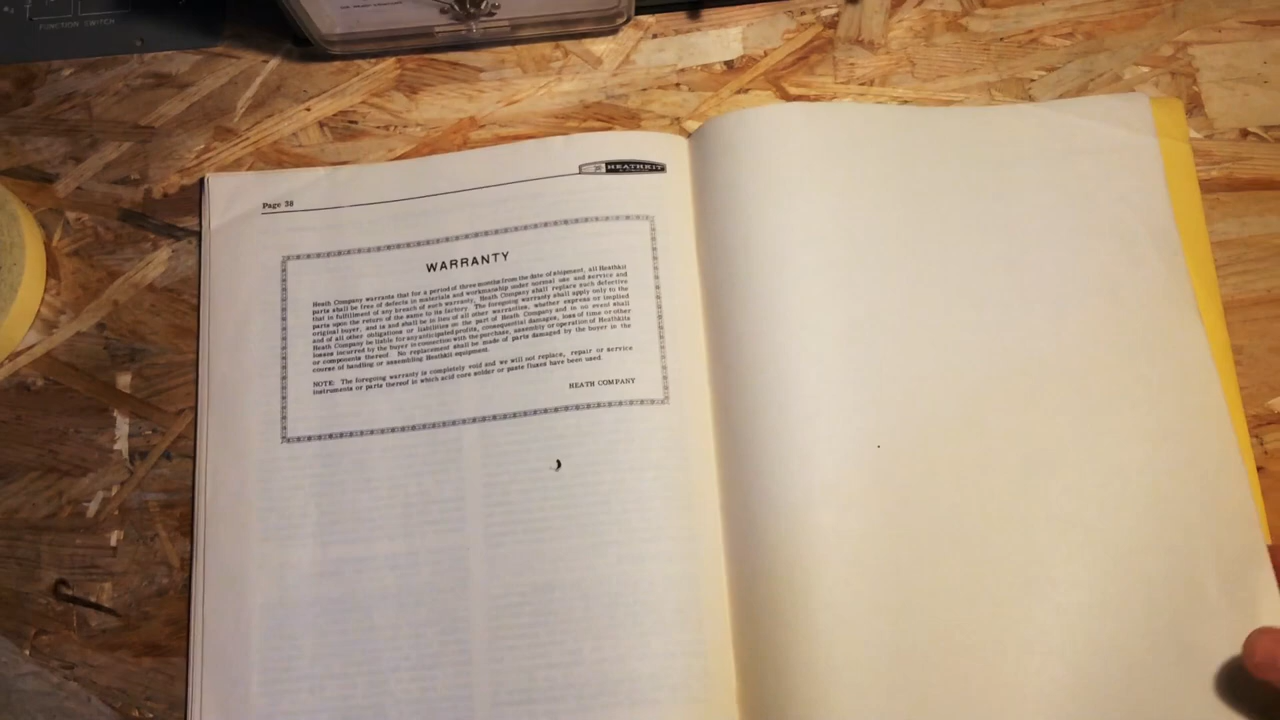 FUNCTION SWITCH
HEATHKIT
Page 38
WARRANTY
Heath Company warrants that for a period of three months from the date of shipment, all Heathkit
parts shall be free of defects in materials and workmanship under normal use and service and
that in fulfillment of any breach of such warranty, Heath Company shall replace such defective
parts upon the return of the same to its factory. The foregoing warranty shall apply only to the
original buyer, and is and shall be in lieu of all other warranties, whether express or implied
and of all other obligations or liabilities on the part of Heath Company and in no event shall
Heath Company be liable for any anticipated profits, consequential damages, loss of time or other
losses incurred by the buyer in connection with the purchase, assembly or operation of Heathkits
or components thereof. No replacement shall be made of parts damaged by the buyer in the
course of handling or assembling Heathkit equipment.
NOTE: The foregoing warranty is completely void and we will not replace, repair or service
instruments or parts thereof in which acid core solder or paste fluxes have been used.
HEATH COMPANY